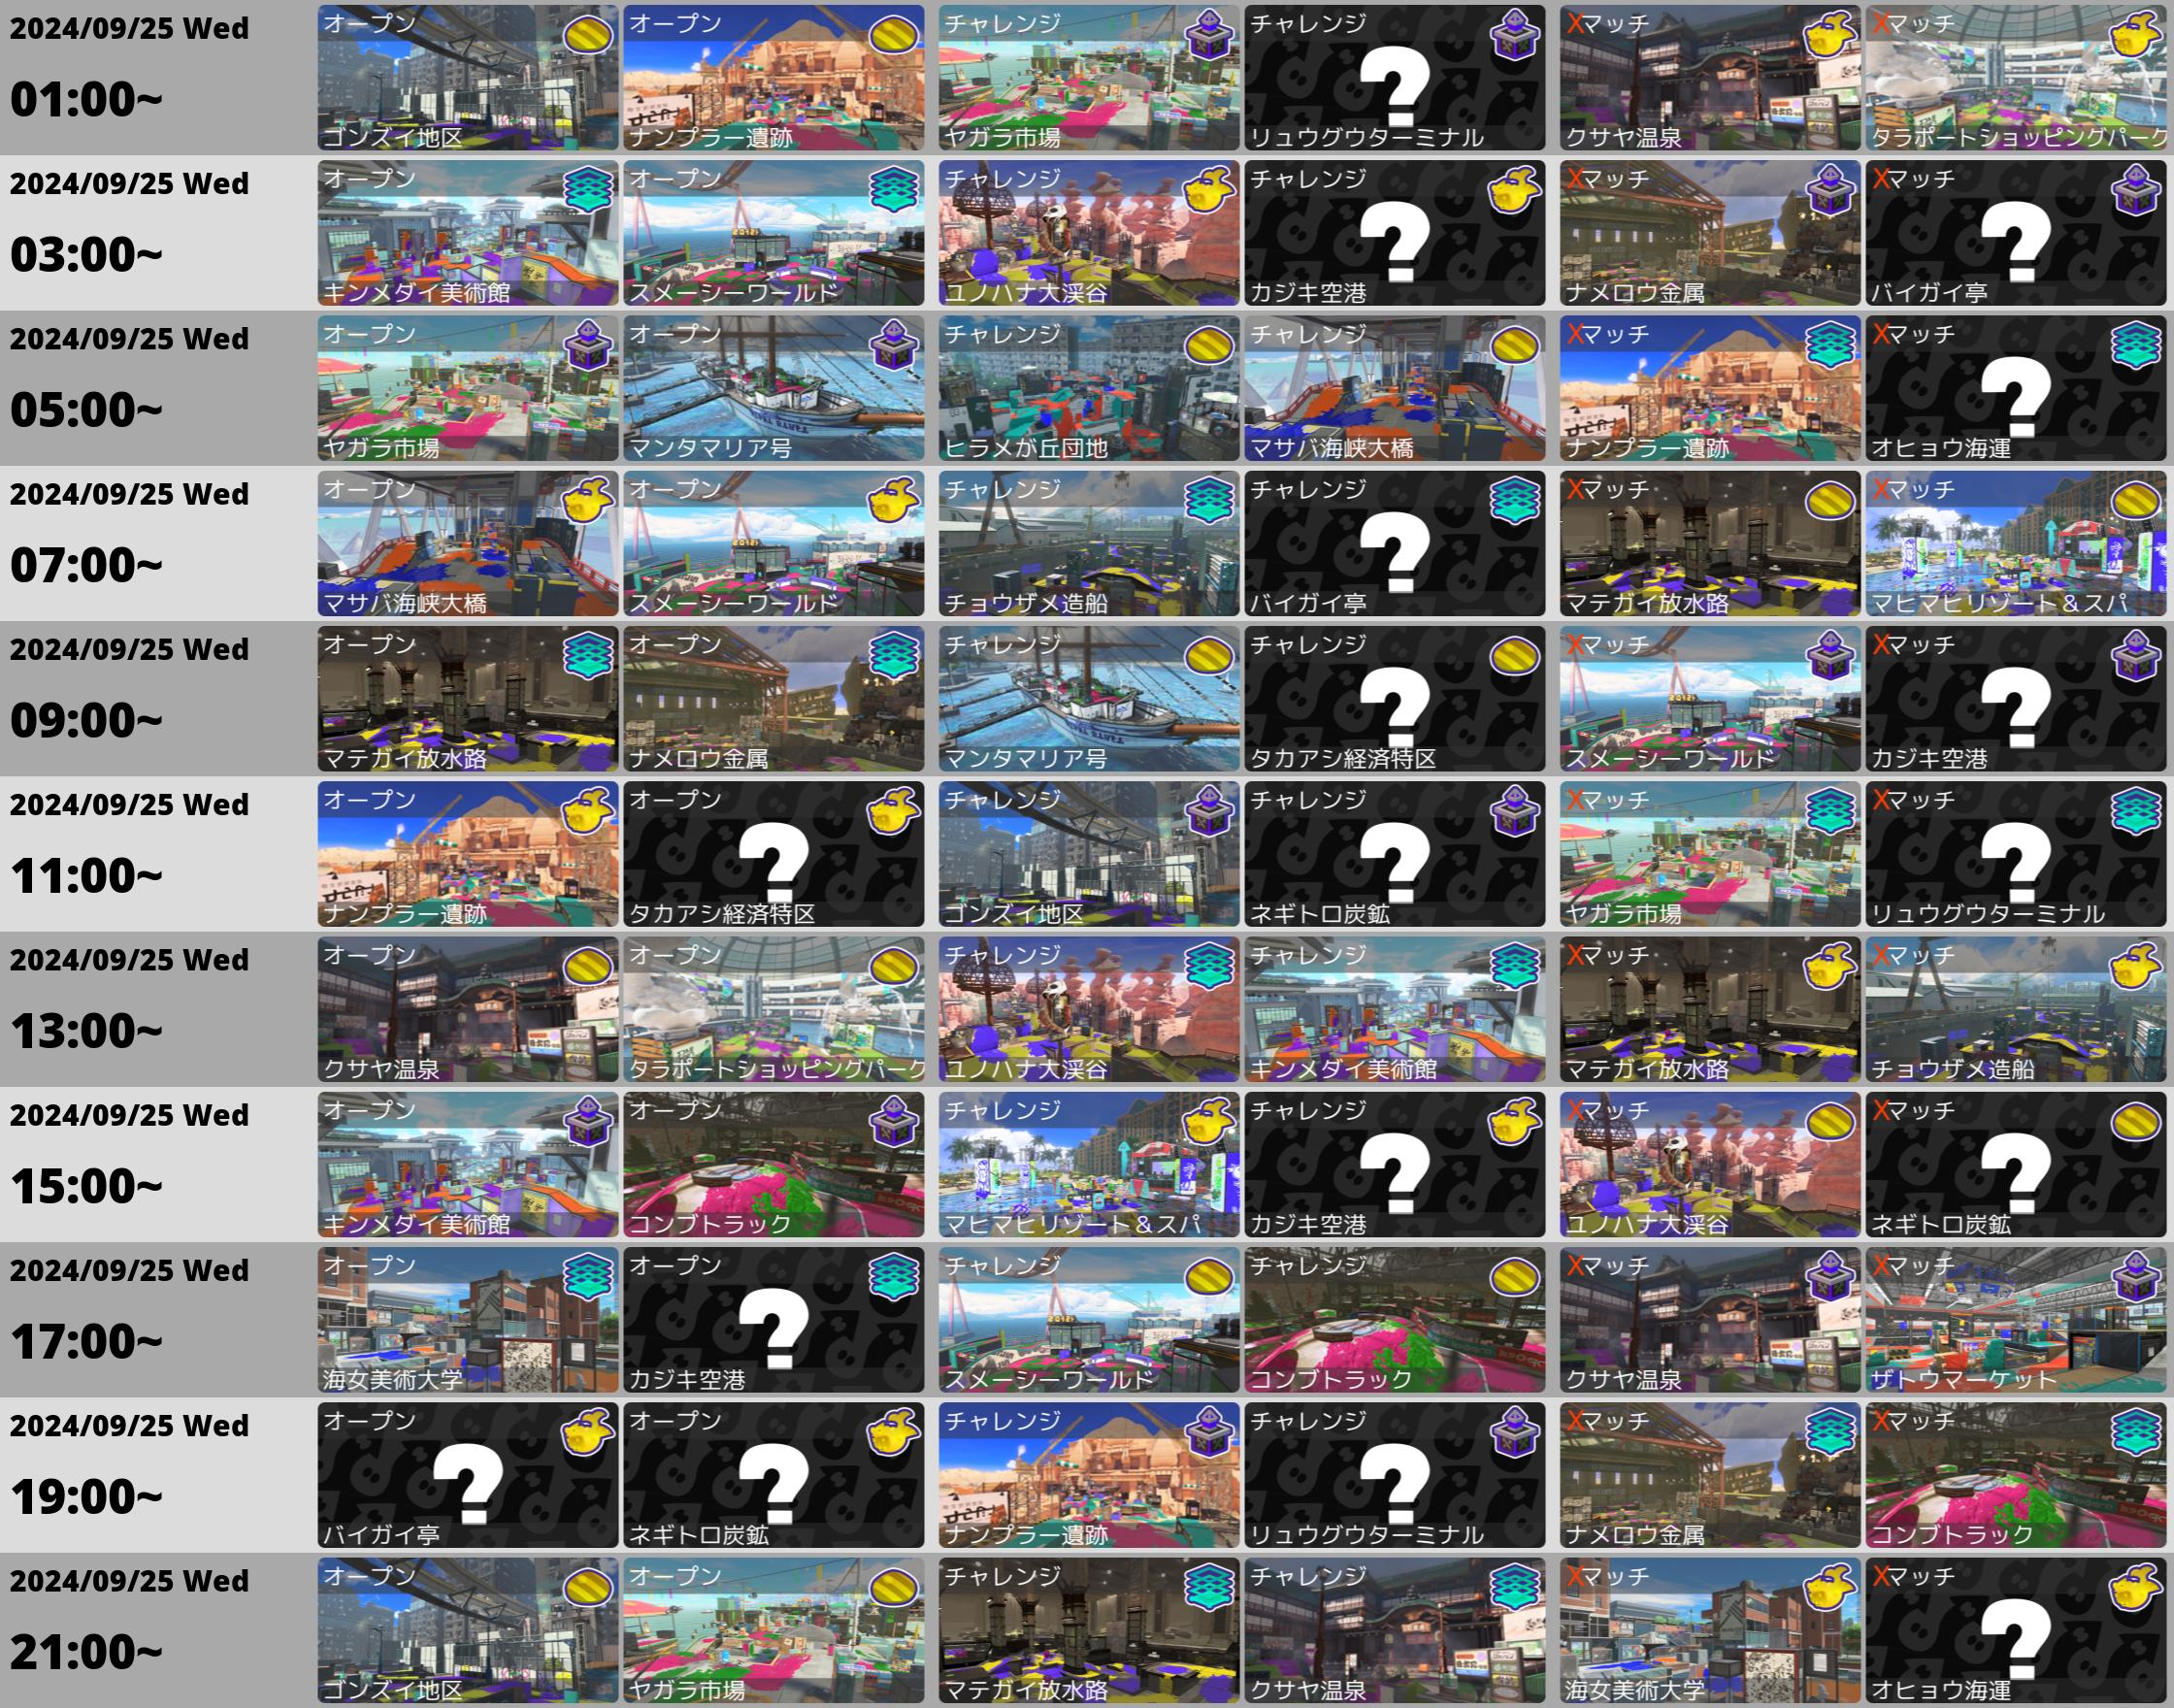 2024/09/25 Wed
01:00~
オープン
ゴンズイ地区
オープン
ナンプラー遺跡
チャレンジ
ヤガラ市場
チャレンジ
リュウグウターミナル
Xマッチ
クサヤ温泉
Xマッチ
タラポートショッピングパーク
2024/09/25 Wed
03:00~
オープン
キンメダイ美術館
オープン
スメーシーワールド
チャレンジ
ユノハナ大渓谷
チャレンジ
カジキ空港
Xマッチ
ナメロウ金属
Xマッチ
バイガイ亭
2024/09/25 Wed
05:00~
オープン
ヤガラ市場
オープン
マンタマリア号
チャレンジ
ヒラメが丘団地
チャレンジ
マサバ海峡大橋
Xマッチ
ナンプラー遺跡
Xマッチ
オヒョウ海運
2024/09/25 Wed
07:00~
オープン
マサバ海峡大橋
オープン
スメーシーワールド
チャレンジ
チョウザメ造船
チャレンジ
バイガイ亭
Xマッチ
マテガイ放水路
Xマッチ
マヒマヒリゾート＆スパ
2024/09/25 Wed
09:00~
オープン
マテガイ放水路
オープン
ナメロウ金属
チャレンジ
マンタマリア号
チャレンジ
タカアシ経済特区
Xマッチ
スメーシーワールド
Xマッチ
カジキ空港
2024/09/25 Wed
11:00~
オープン
ナンプラー遺跡
オープン
タカアシ経済特区
チャレンジ
ゴンズイ地区
チャレンジ
ネギトロ炭鉱
Xマッチ
ヤガラ市場
Xマッチ
リュウグウターミナル
2024/09/25 Wed
13:00~
オープン
クサヤ温泉
オープン
タラポートショッピングパーク
チャレンジ
ユノハナ大渓谷
チャレンジ
キンメダイ美術館
Xマッチ
マテガイ放水路
Xマッチ
チョウザメ造船
2024/09/25 Wed
15:00~
オープン
キンメダイ美術館
オープン
コンブトラック
チャレンジ
マヒマヒリゾート＆スパ
チャレンジ
カジキ空港
Xマッチ
ユノハナ大渓谷
Xマッチ
ネギトロ炭鉱
2024/09/25 Wed
17:00~
オープン
海女美術大学
オープン
カジキ空港
チャレンジ
スメーシーワールド
チャレンジ
コンブトラック
Xマッチ
クサヤ温泉
Xマッチ
ザトウマーケット
2024/09/25 Wed
19:00~
オープン
バイガイ亭
オープン
ネギトロ炭鉱
チャレンジ
ナンプラー遺跡
チャレンジ
リュウグウターミナル
Xマッチ
ナメロウ金属
Xマッチ
コンブトラック
2024/09/25 Wed
21:00~
オープン
ゴンズイ地区
オープン
ヤガラ市場
チャレンジ
マテガイ放水路
チャレンジ
クサヤ温泉
Xマッチ
海女美術大学
Xマッチ
オヒョウ海運